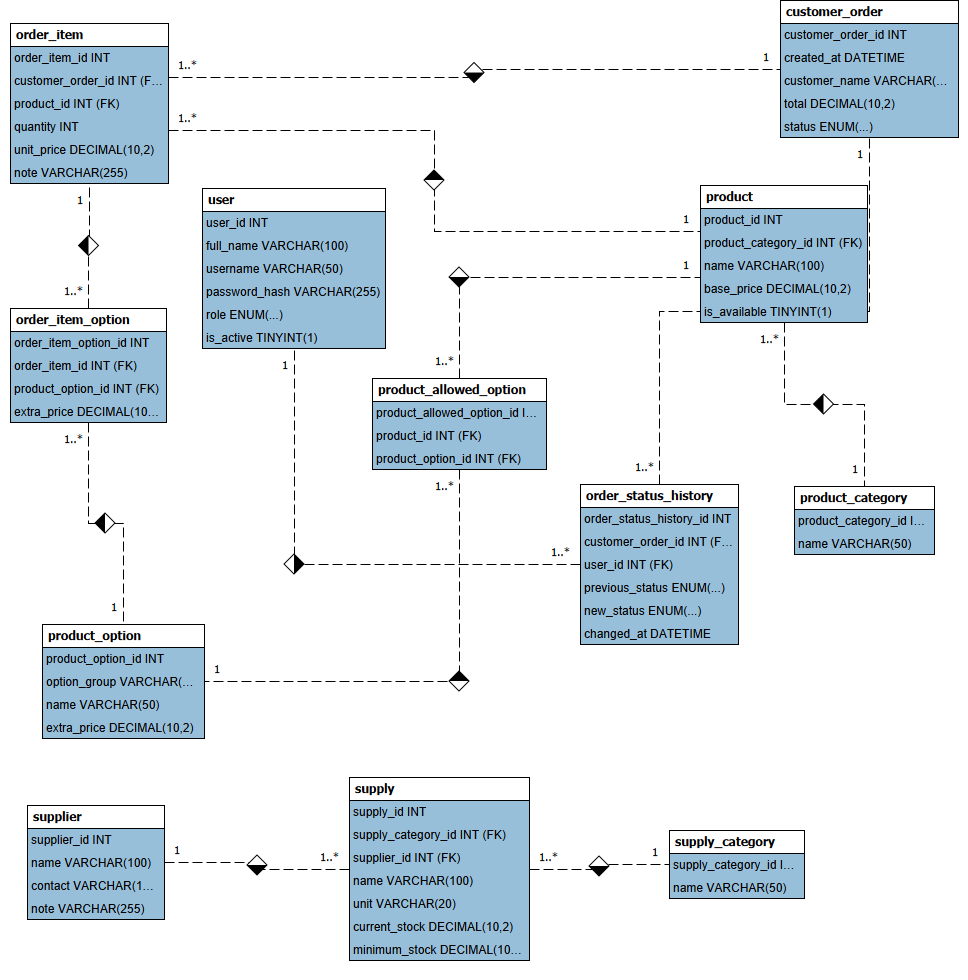 order_item
order_item_id INT
customer_order_id INT (F...
product_id INT (FK)
quantity INT
unit_price DECIMAL(10,2)
note VARCHAR(255)
1..*
1
1..*
1
customer_order
customer_order_id INT
created_at DATETIME
customer_name VARCHAR(...
total DECIMAL(10,2)
status ENUM(...)
1
1
user
user_id INT
full_name VARCHAR(100)
username VARCHAR(50)
password_hash VARCHAR(255)
role ENUM(...)
is_active TINYINT(1)
1
product
product_id INT
product_category_id INT (FK)
name VARCHAR(100)
base_price DECIMAL(10,2)
is_available TINYINT(1)
1
1
1..*
1..*
order_item_option
order_item_option_id INT
order_item_id INT (FK)
product_option_id INT (FK)
extra_price DECIMAL(10...
1..*
1..*
product_allowed_option
product_allowed_option_id I...
product_id INT (FK)
product_option_id INT (FK)
1..*
1..*
order_status_history
order_status_history_id INT
customer_order_id INT (F...
user_id INT (FK)
previous_status ENUM(...)
new_status ENUM(...)
changed_at DATETIME
1..*
1
product_category
product_category_id I...
name VARCHAR(50)
1
product_option
product_option_id INT
option_group VARCHAR(...
name VARCHAR(50)
extra_price DECIMAL(10,2)
1
supplier
supplier_id INT
name VARCHAR(100)
contact VARCHAR(1...
note VARCHAR(255)
1
1..*
supply
supply_id INT
supply_category_id INT (FK)
supplier_id INT (FK)
name VARCHAR(100)
unit VARCHAR(20)
current_stock DECIMAL(10,2)
minimum_stock DECIMAL(10...
1..*
1
supply_category
supply_category_id I...
name VARCHAR(50)